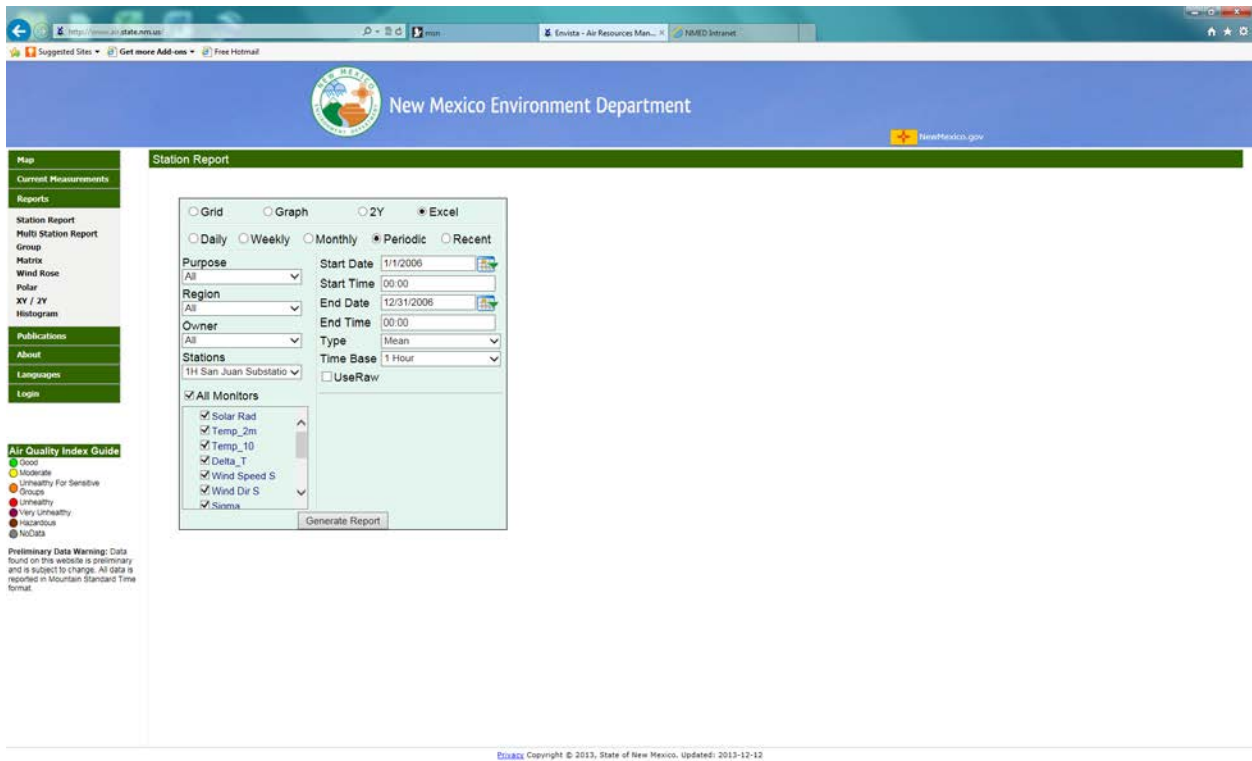 state.nm.us
msn
Envista - Air Resources Man...
NMED Intranet
Suggested Sites
Get more Add-ons
Free Hotmail
NEW MEXICO
ENVIRONMENT DEPARTMENT
New Mexico Environment Department
NewMexico.gov
Map
Current Measurements
Reports
Station Report
Multi Station Report
Group
Matrix
Wind Rose
Polar
XY / 2Y
Histogram
Publications
About
Languages
Login
Air Quality Index Guide
Good
Moderate
Unhealthy For Sensitive
Groups
Unhealthy
Very Unhealthy
Hazardous
NoData
Preliminary Data Warning: Data
found on this website is preliminary
and is subject to change. All data is
reported in Mountain Standard Time
format.
Station Report
Grid Graph 2Y Excel
Daily Weekly Monthly Periodic Recent
Purpose
All
Region
All
Owner
All
Stations
1H San Juan Substatio
All Monitors
Solar Rad
Temp_2m
Temp_10
Delta_T
Wind Speed S
Wind Dir S
Sigma
Start Date 1/1/2006
Start Time 00:00
End Date 12/31/2006
End Time 00:00
Type Mean
Time Base 1 Hour
UseRaw
Generate Report
Privacy Copyright © 2013, State of New Mexico. Updated: 2013-12-12